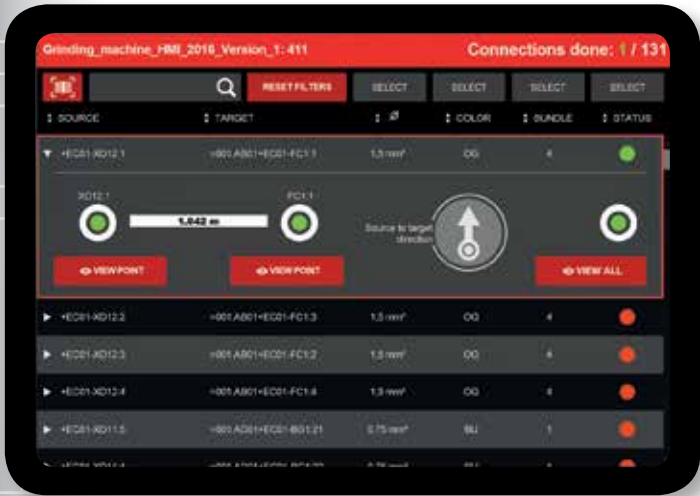 Grinding_machine_HMI_2016_Version_1: 411 Connections done: 1 / 131
RESET FILTERS SELECT SELECT SELECT SELECT
SOURCE TARGET Ø COLOR BUNDLE STATUS
+EC01-XD12.1 =001.AB01+EC01-FC1:1 1,5 mm² OG 4
XD12:1 FC1:1
1.042 m
Source to target
direction
VIEW POINT VIEW POINT VIEW ALL
+EC01-XD12:2 =001.AB01+EC01-FC1:3 1,5 mm² OG 4
+EC01-XD12:3 =001.AB01+EC01-FC1:2 1,5 mm² OG 4
+EC01-XD12:4 =001.AB01+EC01-FC1:4 1,5 mm² OG 4
+EC01-XD11:5 +EC01-BG1:21 0.75 mm² BU 1